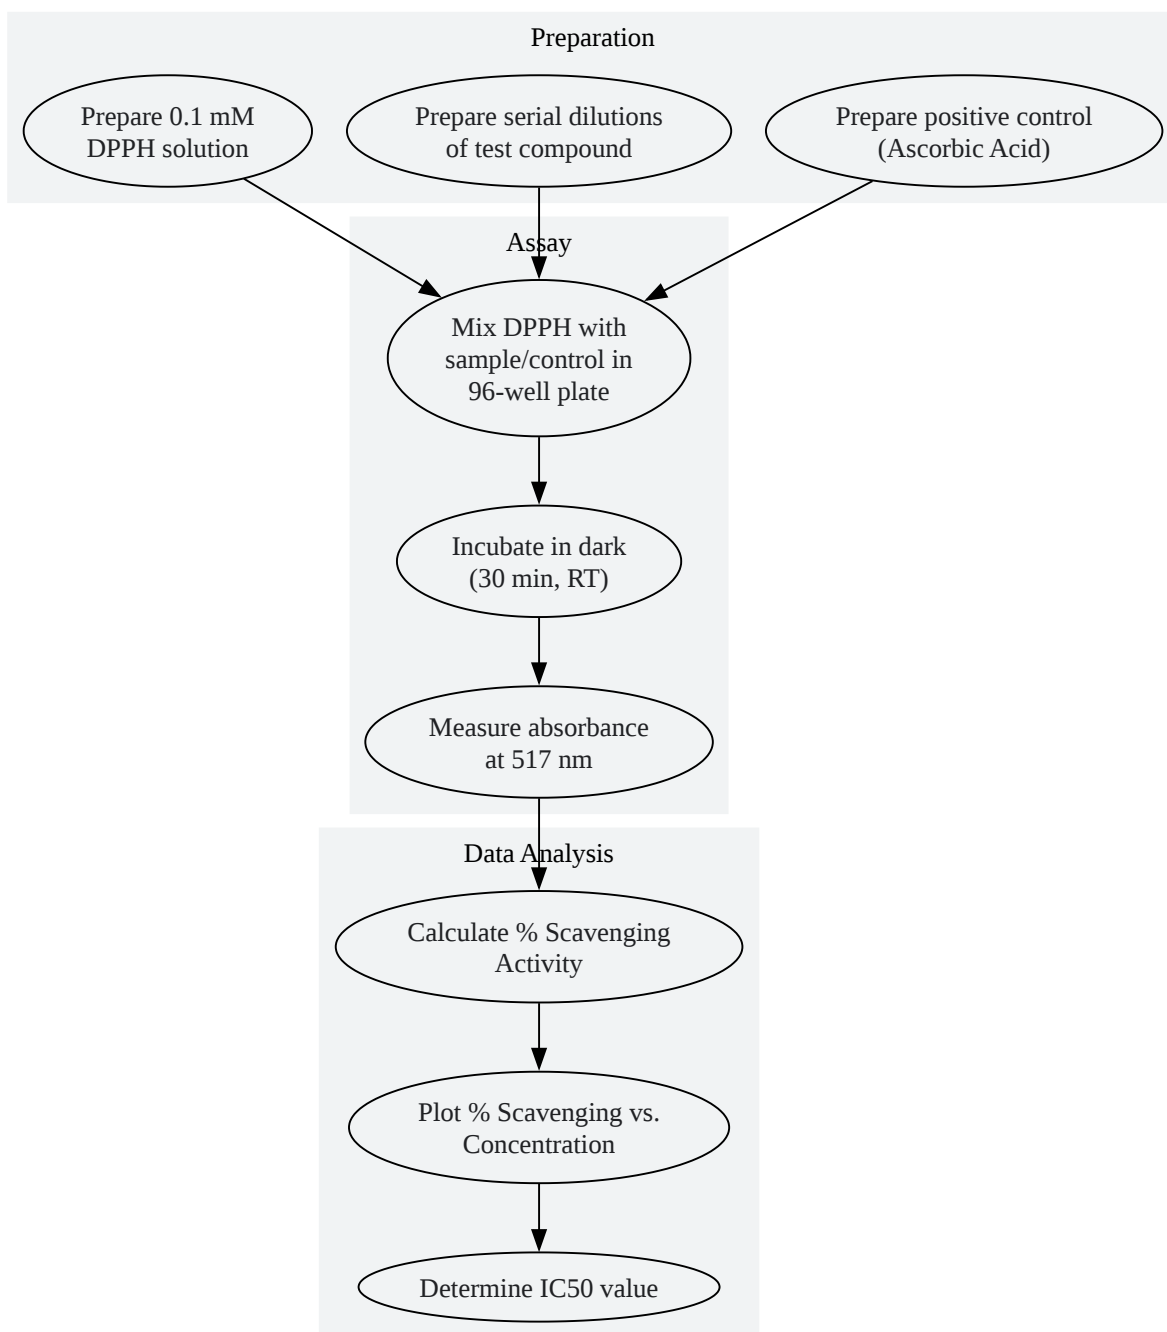 Preparation
Prepare 0.1 mM
DPPH solution
Prepare serial dilutions
of test compound
Prepare positive control
(Ascorbic Acid)
Assay
Mix DPPH with
sample/control in
96-well plate
Incubate in dark
(30 min, RT)
Measure absorbance
at 517 nm
Data Analysis
Calculate % Scavenging
Activity
Plot % Scavenging vs.
Concentration
Determine IC50 value